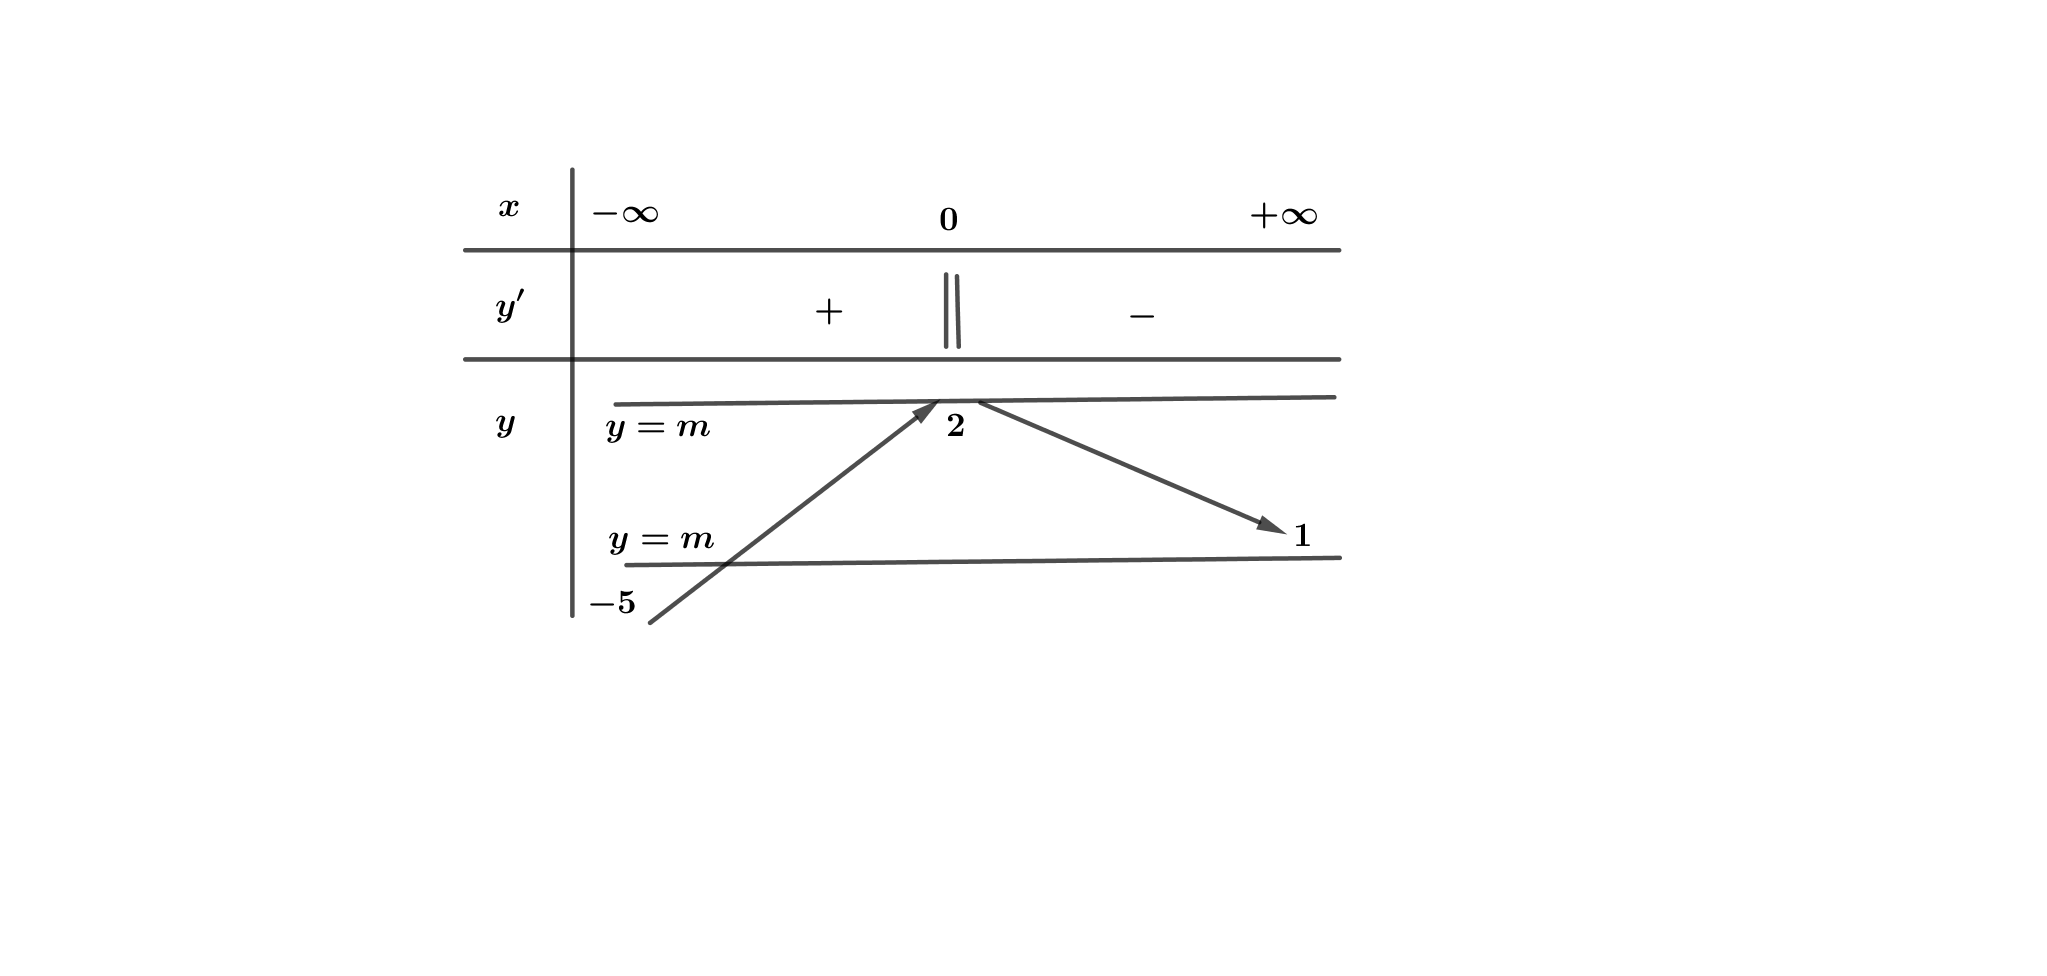 x −∞ 0 +∞
y′ + || −
y y = m 2
y = m 1
−5